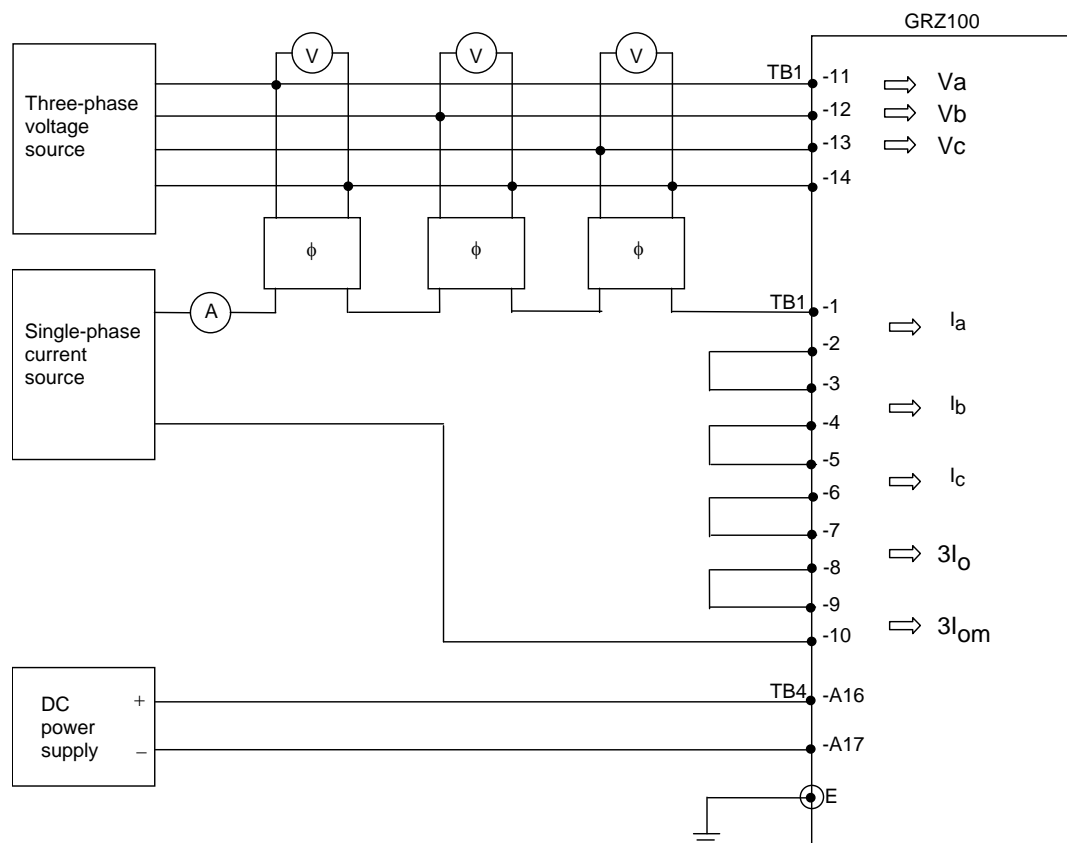 GRZ100
V
V
V
TB1
-11
Va
-12
Vb
-13
Vc
-14
Three-phase
voltage
source
ϕ
ϕ
ϕ
Single-phase
current
source
A
TB1
-1
Ia
-2
-3
Ib
-4
-5
Ic
-6
-7
3Io
-8
-9
3Iom
-10
DC
power
supply
+
−
TB4
-A16
-A17
E